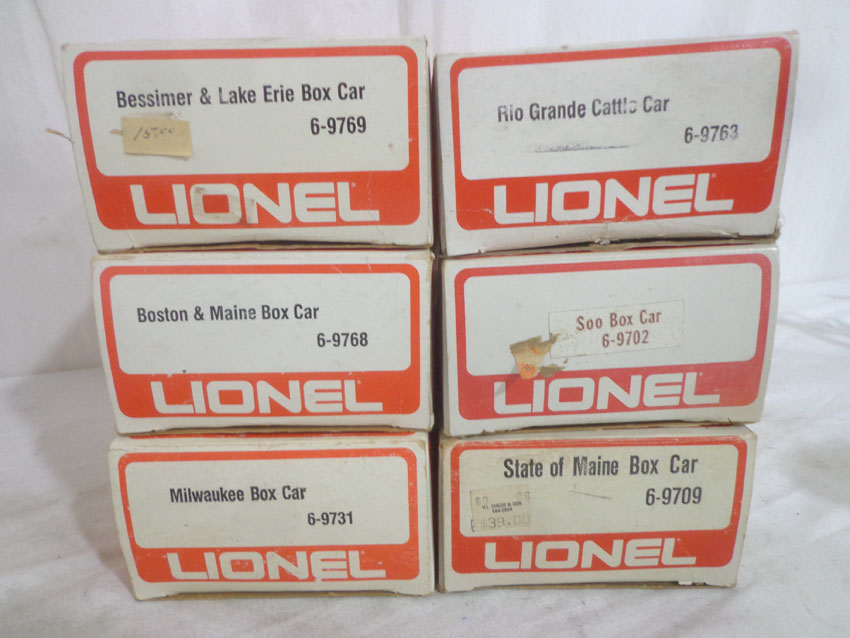 Bessimer & Lake Erie Box Car
15.00
6-9769
LIONEL
Rio Grande Cattle Car
6-9763
LIONEL
Boston & Maine Box Car
6-9768
LIONEL
Soo Box Car
6-9702
LIONEL
Milwaukee Box Car
6-9731
LIONEL
State of Maine Box Car
6-9709
$39.00
LIONEL